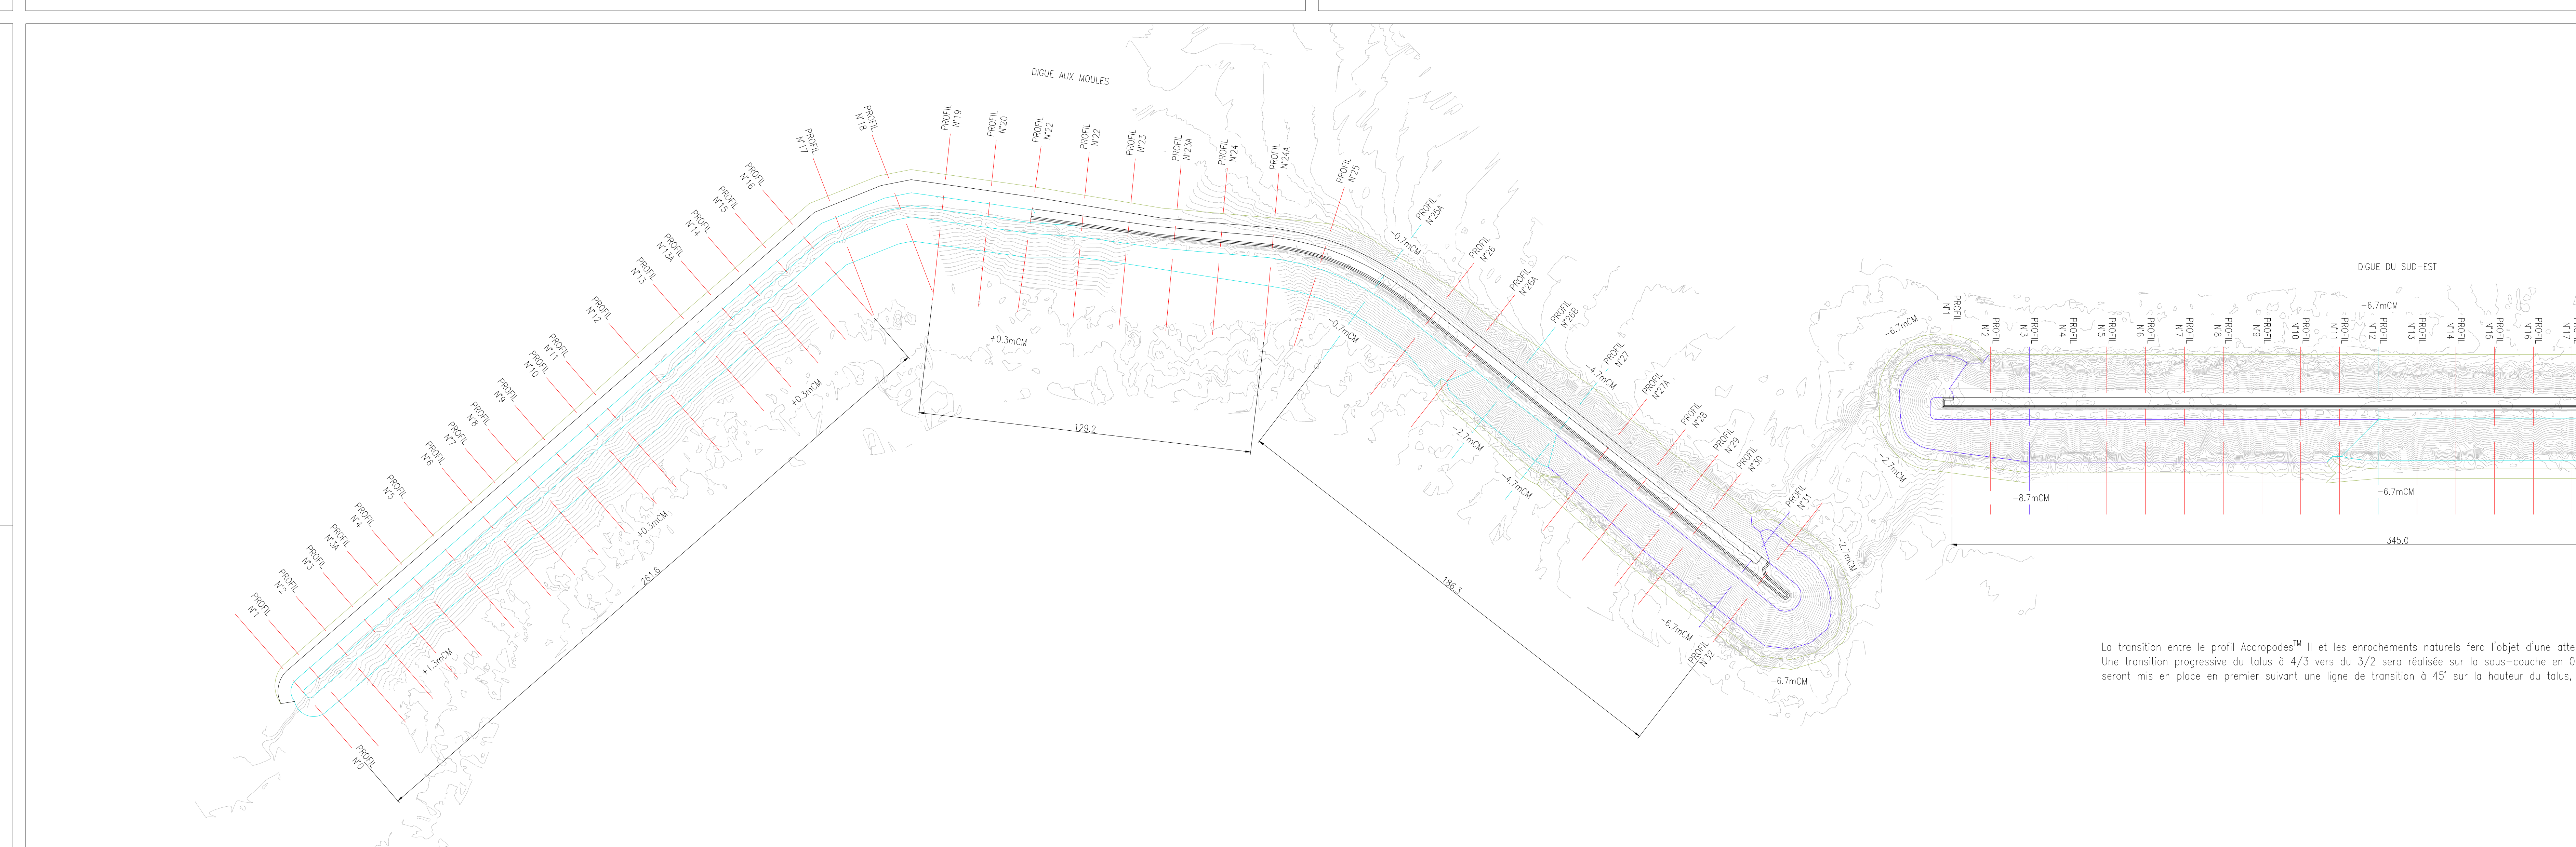 DIGUE AUX MOULES
PROFIL
N°0
PROFIL
N°1
PROFIL
N°2
PROFIL
N°3
PROFIL
N°3A
PROFIL
N°4
PROFIL
N°5
PROFIL
N°6
PROFIL
N°7
PROFIL
N°8
PROFIL
N°9
PROFIL
N°10
PROFIL
N°11
PROFIL
N°12
PROFIL
N°13
PROFIL
N°13A
PROFIL
N°14
PROFIL
N°15
PROFIL
N°16
PROFIL
N°17
PROFIL
N°18
PROFIL
N°19
PROFIL
N°20
PROFIL
N°22
PROFIL
N°22
PROFIL
N°23
PROFIL
N°23A
PROFIL
N°24
PROFIL
N°24A
PROFIL
N°25
PROFIL
N°25A
PROFIL
N°26
PROFIL
N°26A
PROFIL
N°26B
PROFIL
N°27
PROFIL
N°27A
PROFIL
N°28
PROFIL
N°29
PROFIL
N°30
PROFIL
N°31
PROFIL
N°32
+1.3mCM
+0.3mCM
+0.3mCM
+0.3mCM
-0.7mCM
-0.7mCM
-2.7mCM
-4.7mCM
-4.7mCM
-6.7mCM
-6.7mCM
-2.7mCM
261.6
129.2
186.3
DIGUE DU SUD-EST
-6.7mCM
-6.7mCM
-2.7mCM
-8.7mCM
-6.7mCM
PROFIL
N°1
PROFIL
N°2
PROFIL
N°3
PROFIL
N°4
PROFIL
N°5
PROFIL
N°6
PROFIL
N°7
PROFIL
N°8
PROFIL
N°9
PROFIL
N°10
PROFIL
N°11
PROFIL
N°12
PROFIL
N°13
PROFIL
N°14
PROFIL
N°15
PROFIL
N°16
PROFIL
N°17
345.0
La transition entre le profil Accropodes™ II et les enrochements naturels fera l'objet d'une atte
Une transition progressive du talus à 4/3 vers du 3/2 sera réalisée sur la sous-couche en 0
seront mis en place en premier suivant une ligne de transition à 45° sur la hauteur du talus,